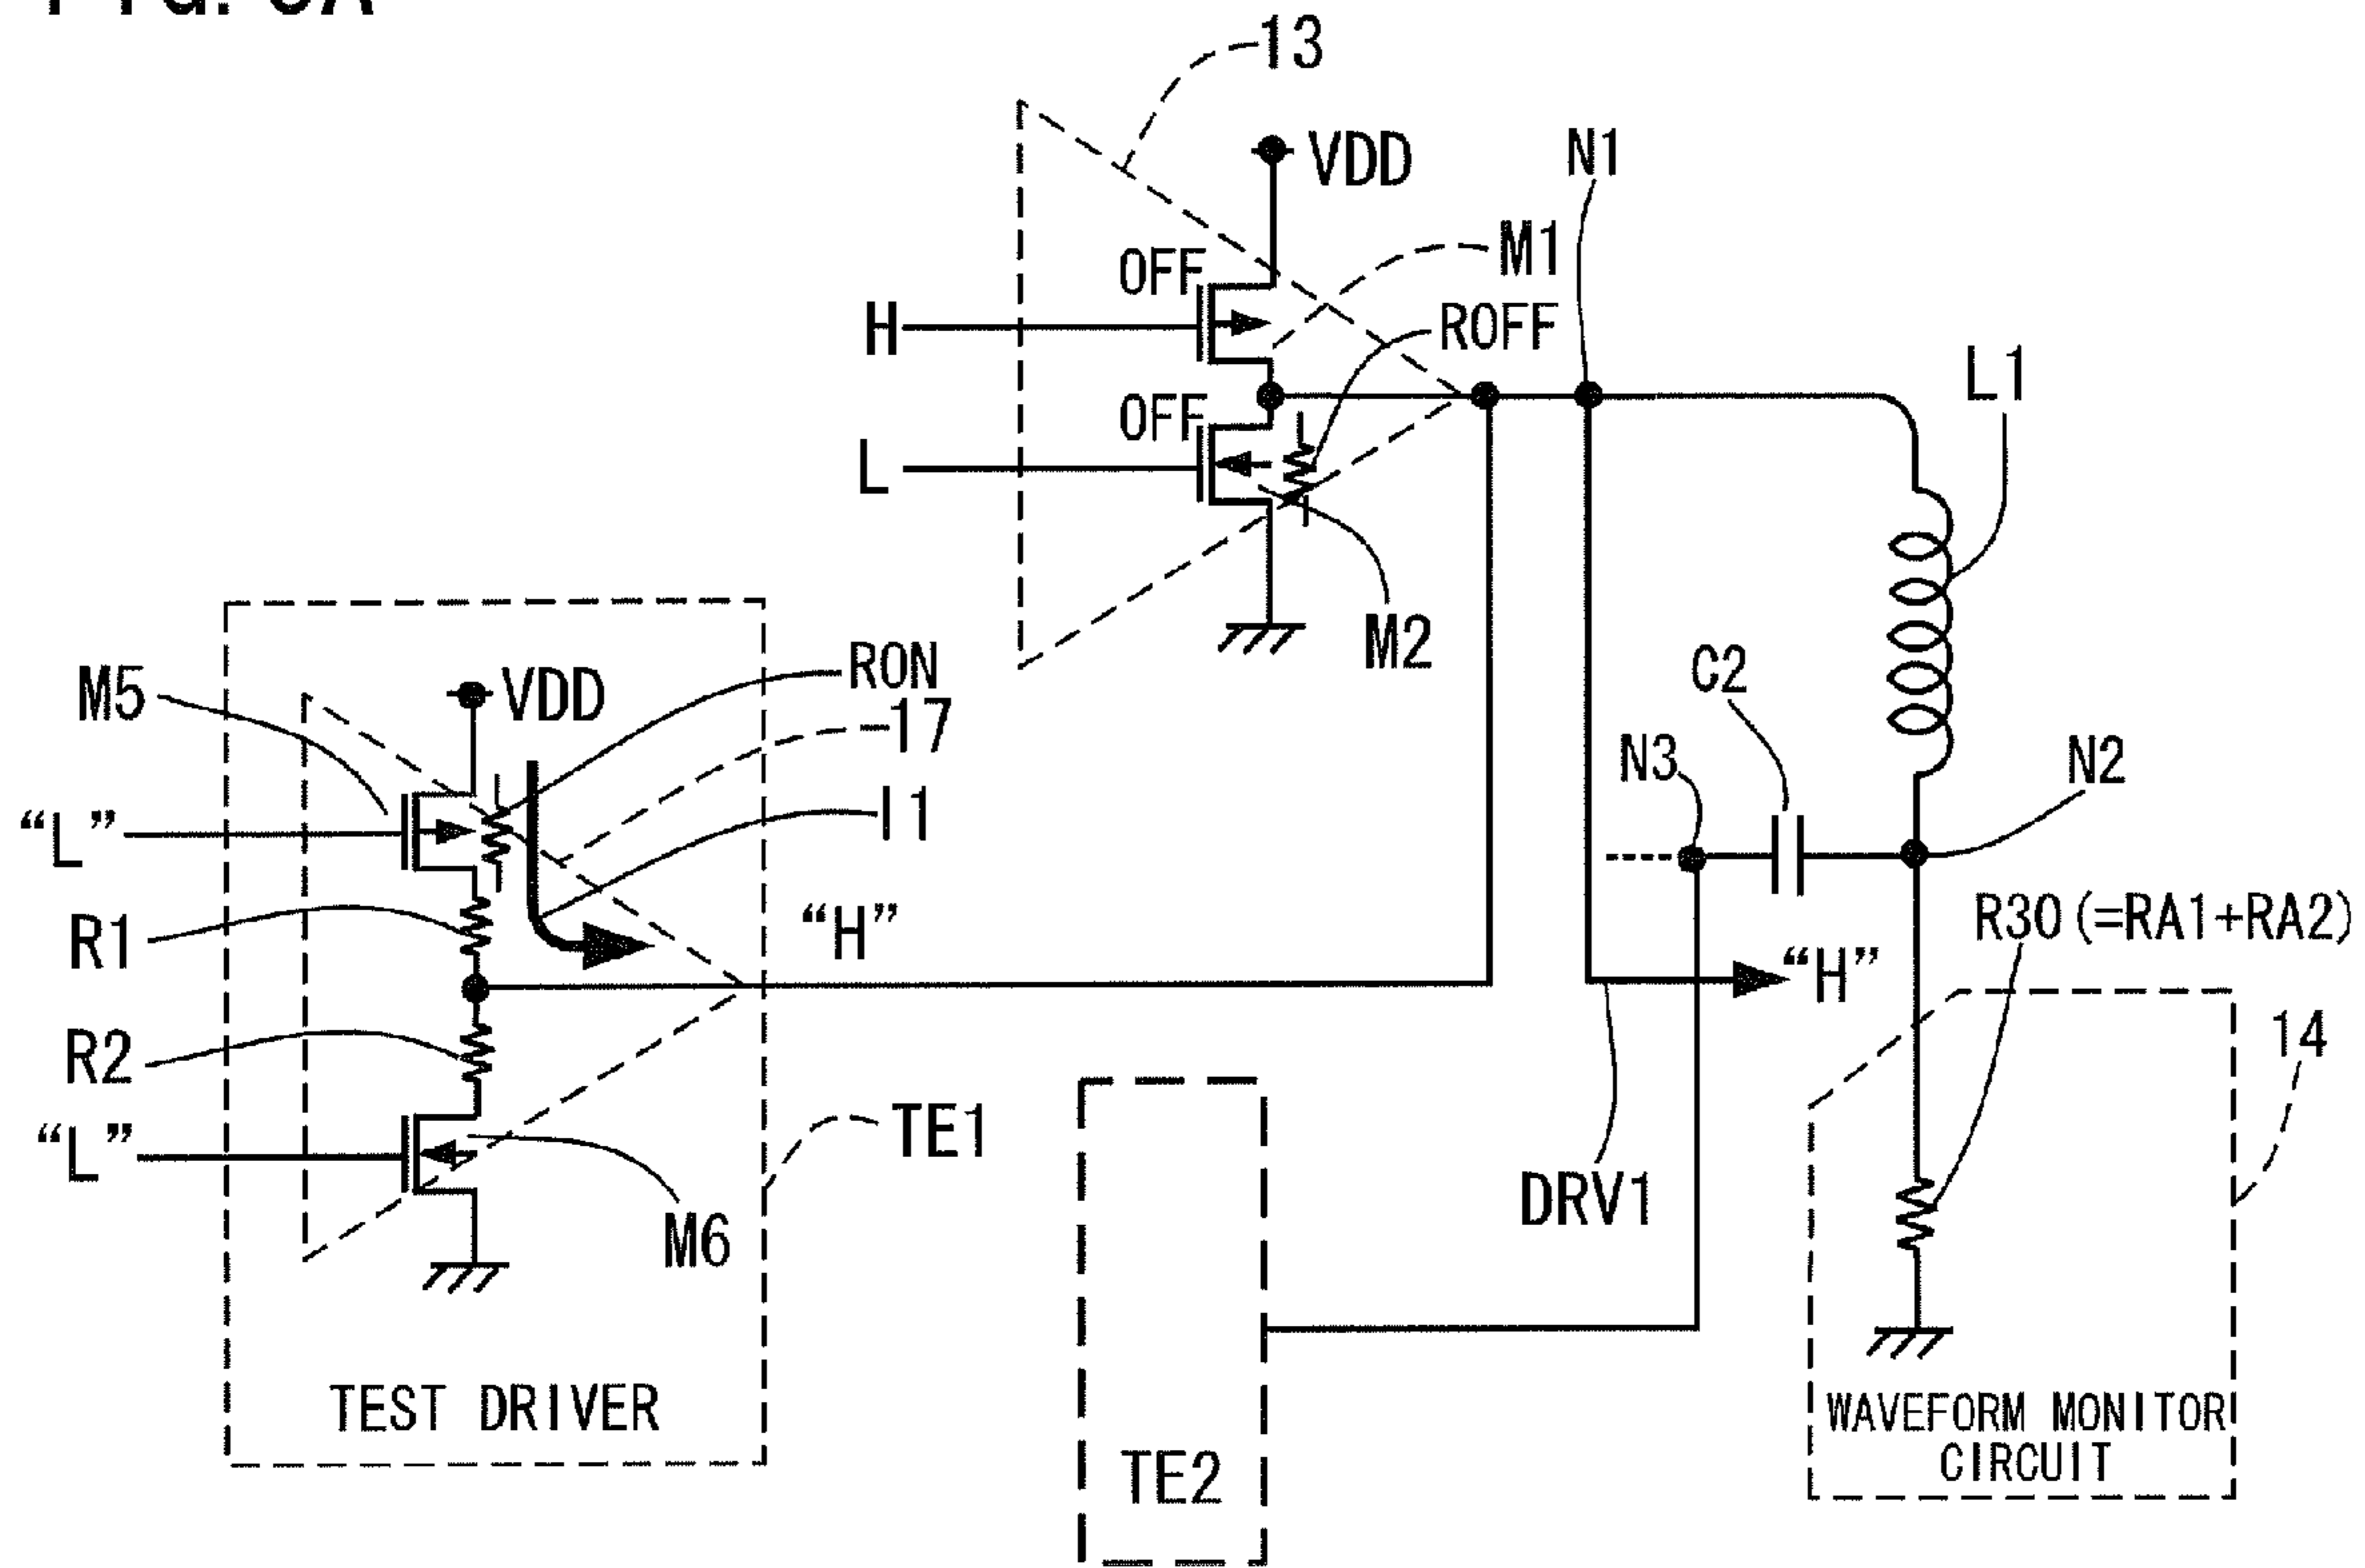 13
VDD
N1
OFF
M1
H
ROFF
L1
OFF
L
M2
RON
M5
VDD
17
C2
N3
N2
"L"
I1
R1
"H"
R30(=RA1+RA2)
"H"
R2
14
"L"
TE1
M6
DRV1
TEST DRIVER
TE2
WAVEFORM MONITOR
CIRCUIT